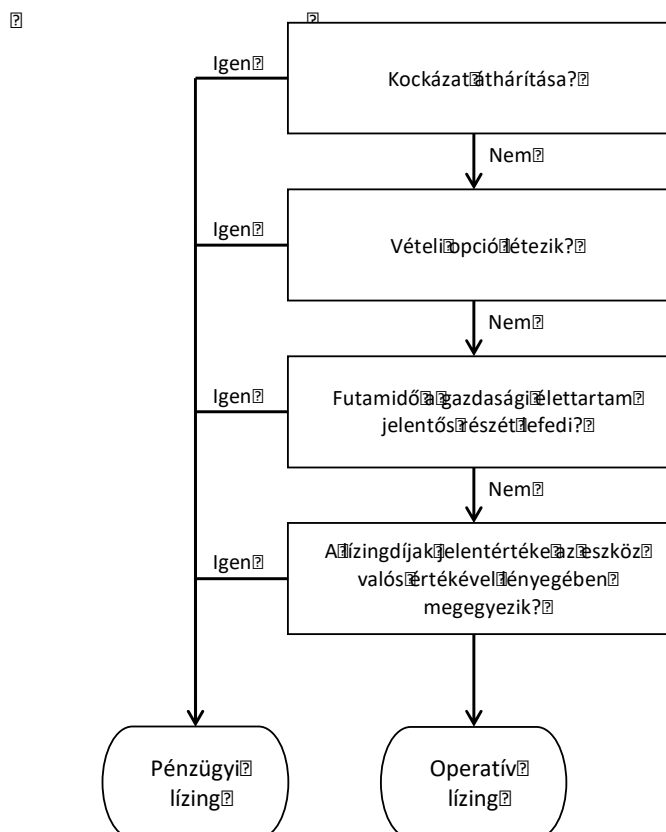 Igen
Kockázat áthárítása?
Nem
Igen
Vételi opció létezik?
Nem
Igen
Futamidő a gazdasági élettartam
jelentős részét lefedi?
Nem
Igen
A lízingdíjak jelentértéke az eszköz
valós értékével lényegében
megegyezik?
Pénzügyi
lízing
Operatív
lízing